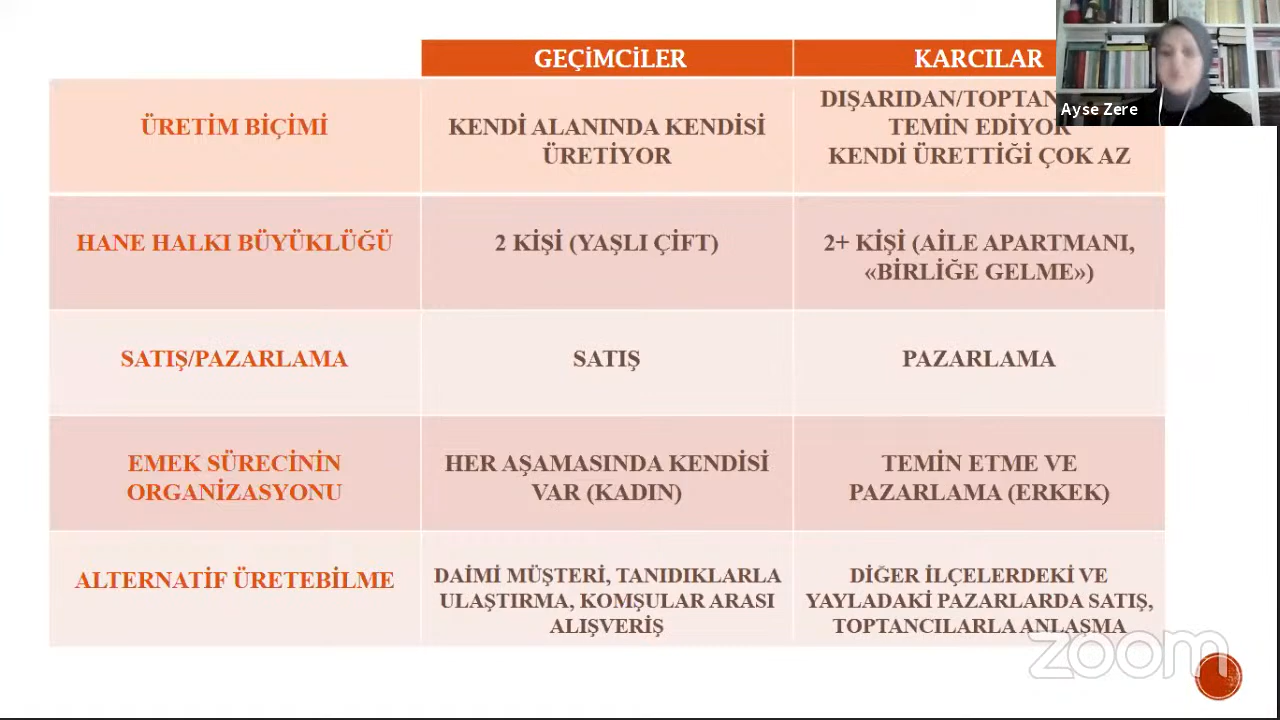 GEÇİMCİLER
KARCILAR
Ayse Zere
ÜRETİM BİÇİMİ
KENDİ ALANINDA KENDİSİ
ÜRETİYOR
DIŞARIDAN/TOPTAN
TEMİN EDİYOR
KENDİ ÜRETTİĞİ ÇOK AZ
HANE HALKI BÜYÜKLÜĞÜ
2 KİŞİ (YAŞLI ÇİFT)
2+ KİŞİ (AİLE APARTMANI,
«BİRLİĞE GELME»)
SATIŞ/PAZARLAMA
SATIŞ
PAZARLAMA
EMEK SÜRECİNİN
ORGANİZASYONU
HER AŞAMASINDA KENDİSİ
VAR (KADIN)
TEMİN ETME VE
PAZARLAMA (ERKEK)
ALTERNATİF ÜRETEBİLME
DAİMİ MÜŞTERİ, TANIDIKLARLA
ULAŞTIRMA, KOMŞULAR ARASI
ALIŞVERİŞ
DİĞER İLÇELERDEKİ VE
YAYLADAKİ PAZARLARDA SATIŞ,
TOPTANCILARLA ANLAŞMA
zoom